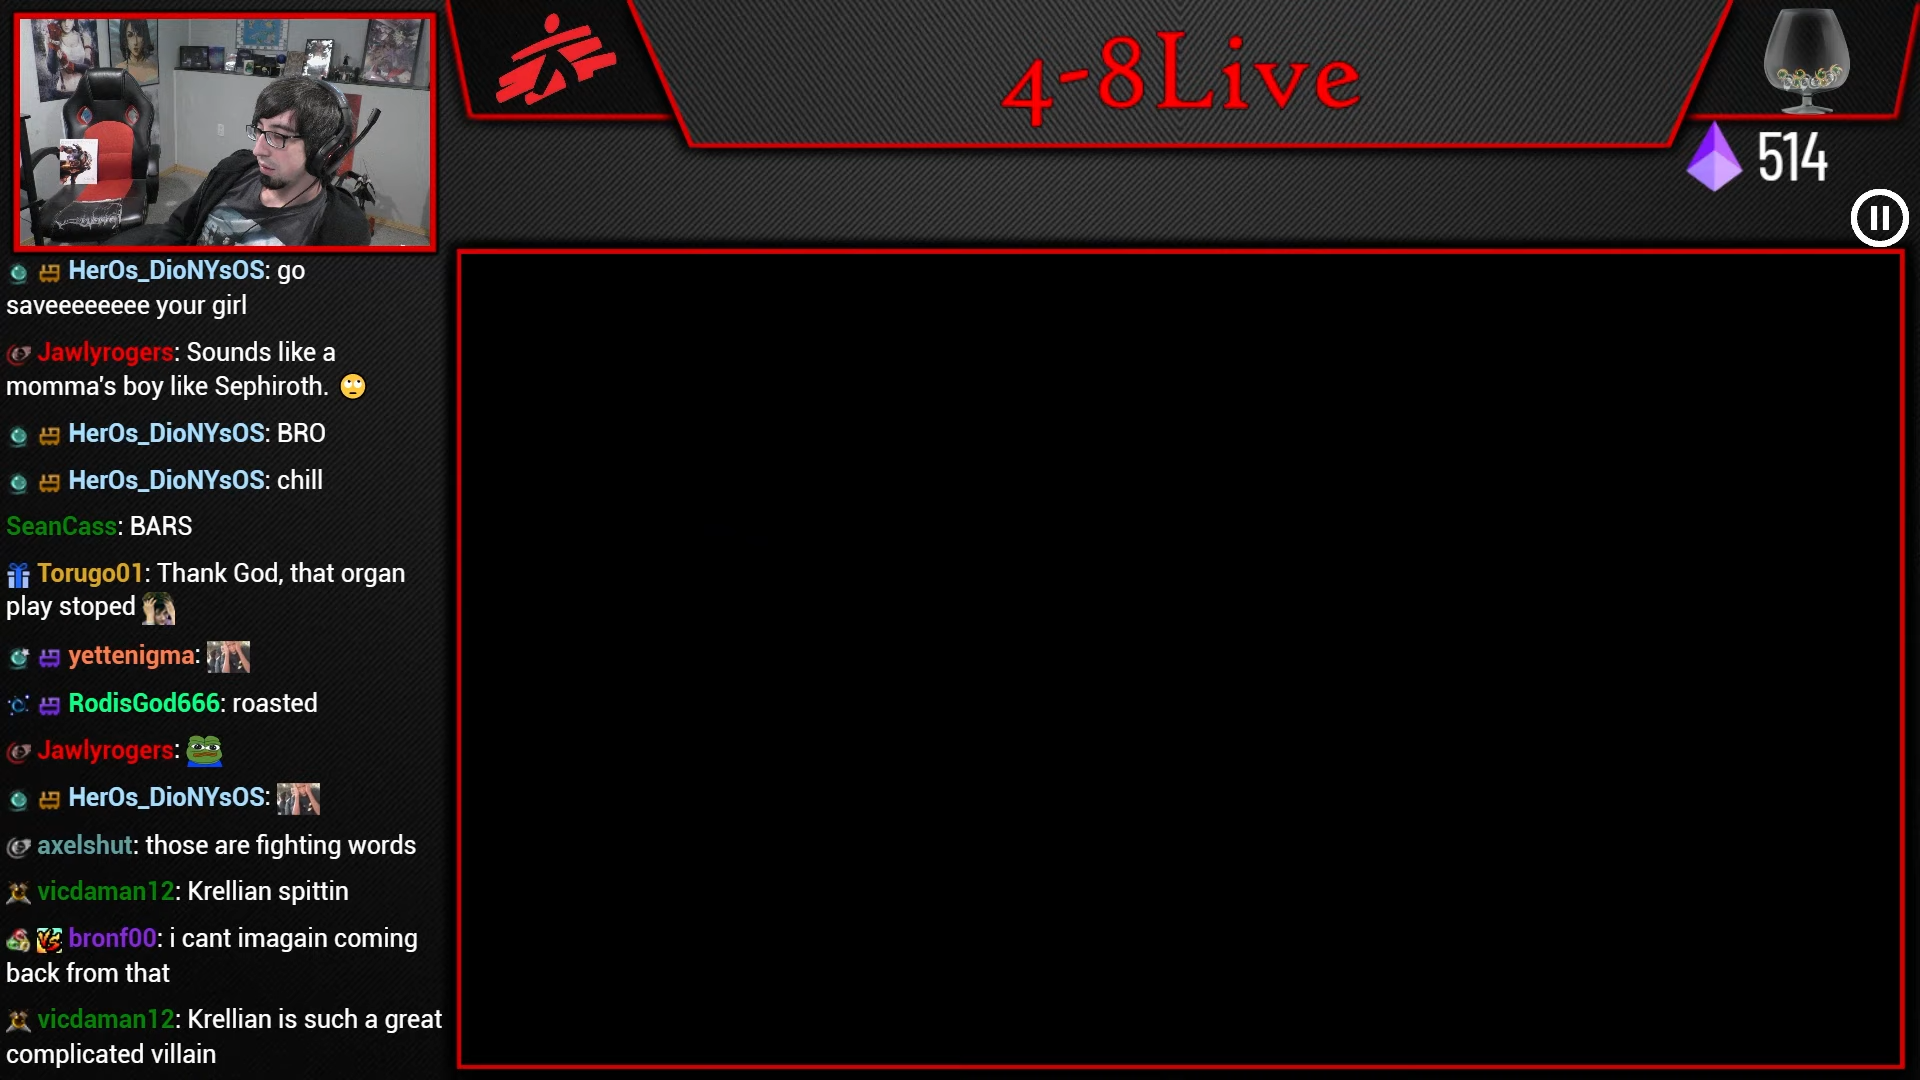 4-8Live
514
HerOs_DioNYsOS: go
saveeeeeeee your girl
Jawlyrogers: Sounds like a
momma's boy like Sephiroth. 🙄
HerOs_DioNYsOS: BRO
HerOs_DioNYsOS: chill
SeanCass: BARS
Torugo01: Thank God, that organ
play stoped
yettenigma:
RodisGod666: roasted
Jawlyrogers:
HerOs_DioNYsOS:
axelshut: those are fighting words
vicdaman12: Krellian spittin
bronf00: i cant imagain coming
back from that
vicdaman12: Krellian is such a great
complicated villain